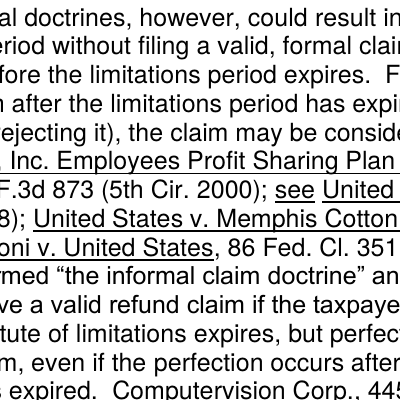 al doctrines, however, could result in
eriod without filing a valid, formal clai
fore the limitations period expires. F
n after the limitations period has expi
rejecting it), the claim may be conside
, Inc. Employees Profit Sharing Plan
F.3d 873 (5th Cir. 2000); see United
8); United States v. Memphis Cotton
oni v. United States, 86 Fed. Cl. 351
rmed “the informal claim doctrine” an
ve a valid refund claim if the taxpaye
tute of limitations expires, but perfec
m, even if the perfection occurs after
s expired. Computervision Corp., 445